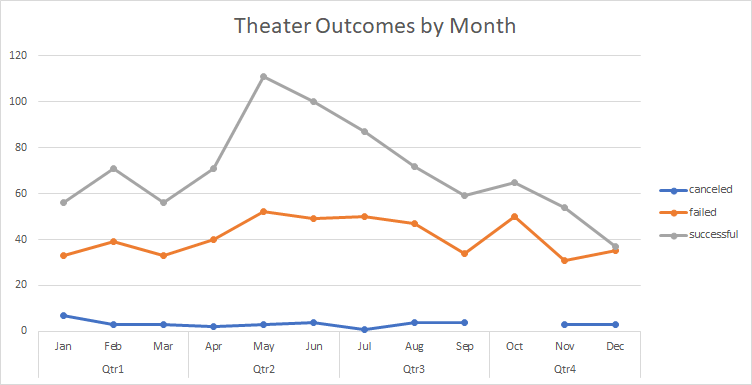 Theater Outcomes by Month
120
100
80
60
40
20
0
Jan Feb Mar Apr May Jun Jul Aug Sep Oct Nov Dec
Qtr1 Qtr2 Qtr3 Qtr4
canceled
failed
successful